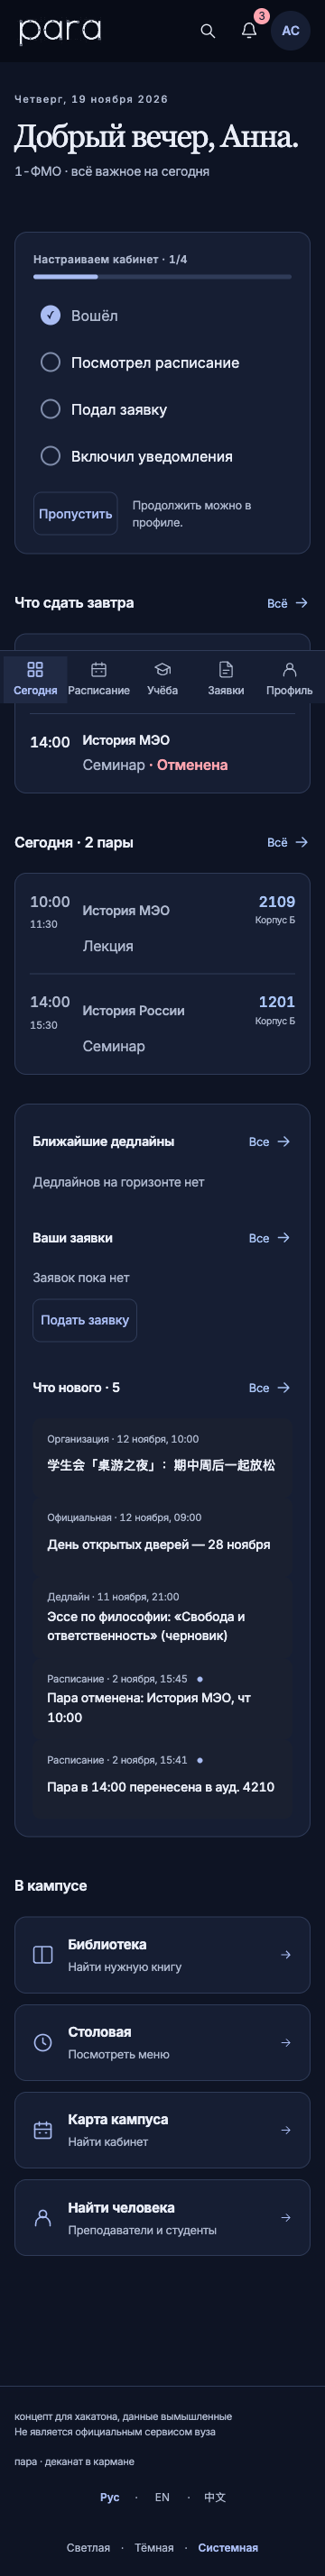 para
3
АС
Четверг, 19 ноября 2026
Добрый вечер, Анна.
1-ФМО · всё важное на сегодня
Настраиваем кабинет · 1/4
Вошёл
Посмотрел расписание
Подал заявку
Включил уведомления
Пропустить
Продолжить можно в
профиле.
Что сдать завтра
Всё →
Сегодня
Расписание
Учёба
Заявки
Профиль
14:00
История МЭО
Семинар · Отменена
Сегодня · 2 пары
Всё →
10:00
11:30
История МЭО
Лекция
2109
Корпус Б
14:00
15:30
История России
Семинар
1201
Корпус Б
Ближайшие дедлайны
Все →
Дедлайнов на горизонте нет
Ваши заявки
Все →
Заявок пока нет
Подать заявку
Что нового · 5
Все →
Организация · 12 ноября, 10:00
学生会「桌游之夜」：期中周后一起放松
Официальная · 12 ноября, 09:00
День открытых дверей — 28 ноября
Дедлайн · 11 ноября, 21:00
Эссе по философии: «Свобода и
ответственность» (черновик)
Расписание · 2 ноября, 15:45
Пара отменена: История МЭО, чт
10:00
Расписание · 2 ноября, 15:41
Пара в 14:00 перенесена в ауд. 4210
В кампусе
Библиотека
Найти нужную книгу
→
Столовая
Посмотреть меню
→
Карта кампуса
Найти кабинет
→
Найти человека
Преподаватели и студенты
→
концепт для хакатона, данные вымышленные
Не является официальным сервисом вуза
пара · деканат в кармане
Рус · EN · 中文
Светлая · Тёмная · Системная